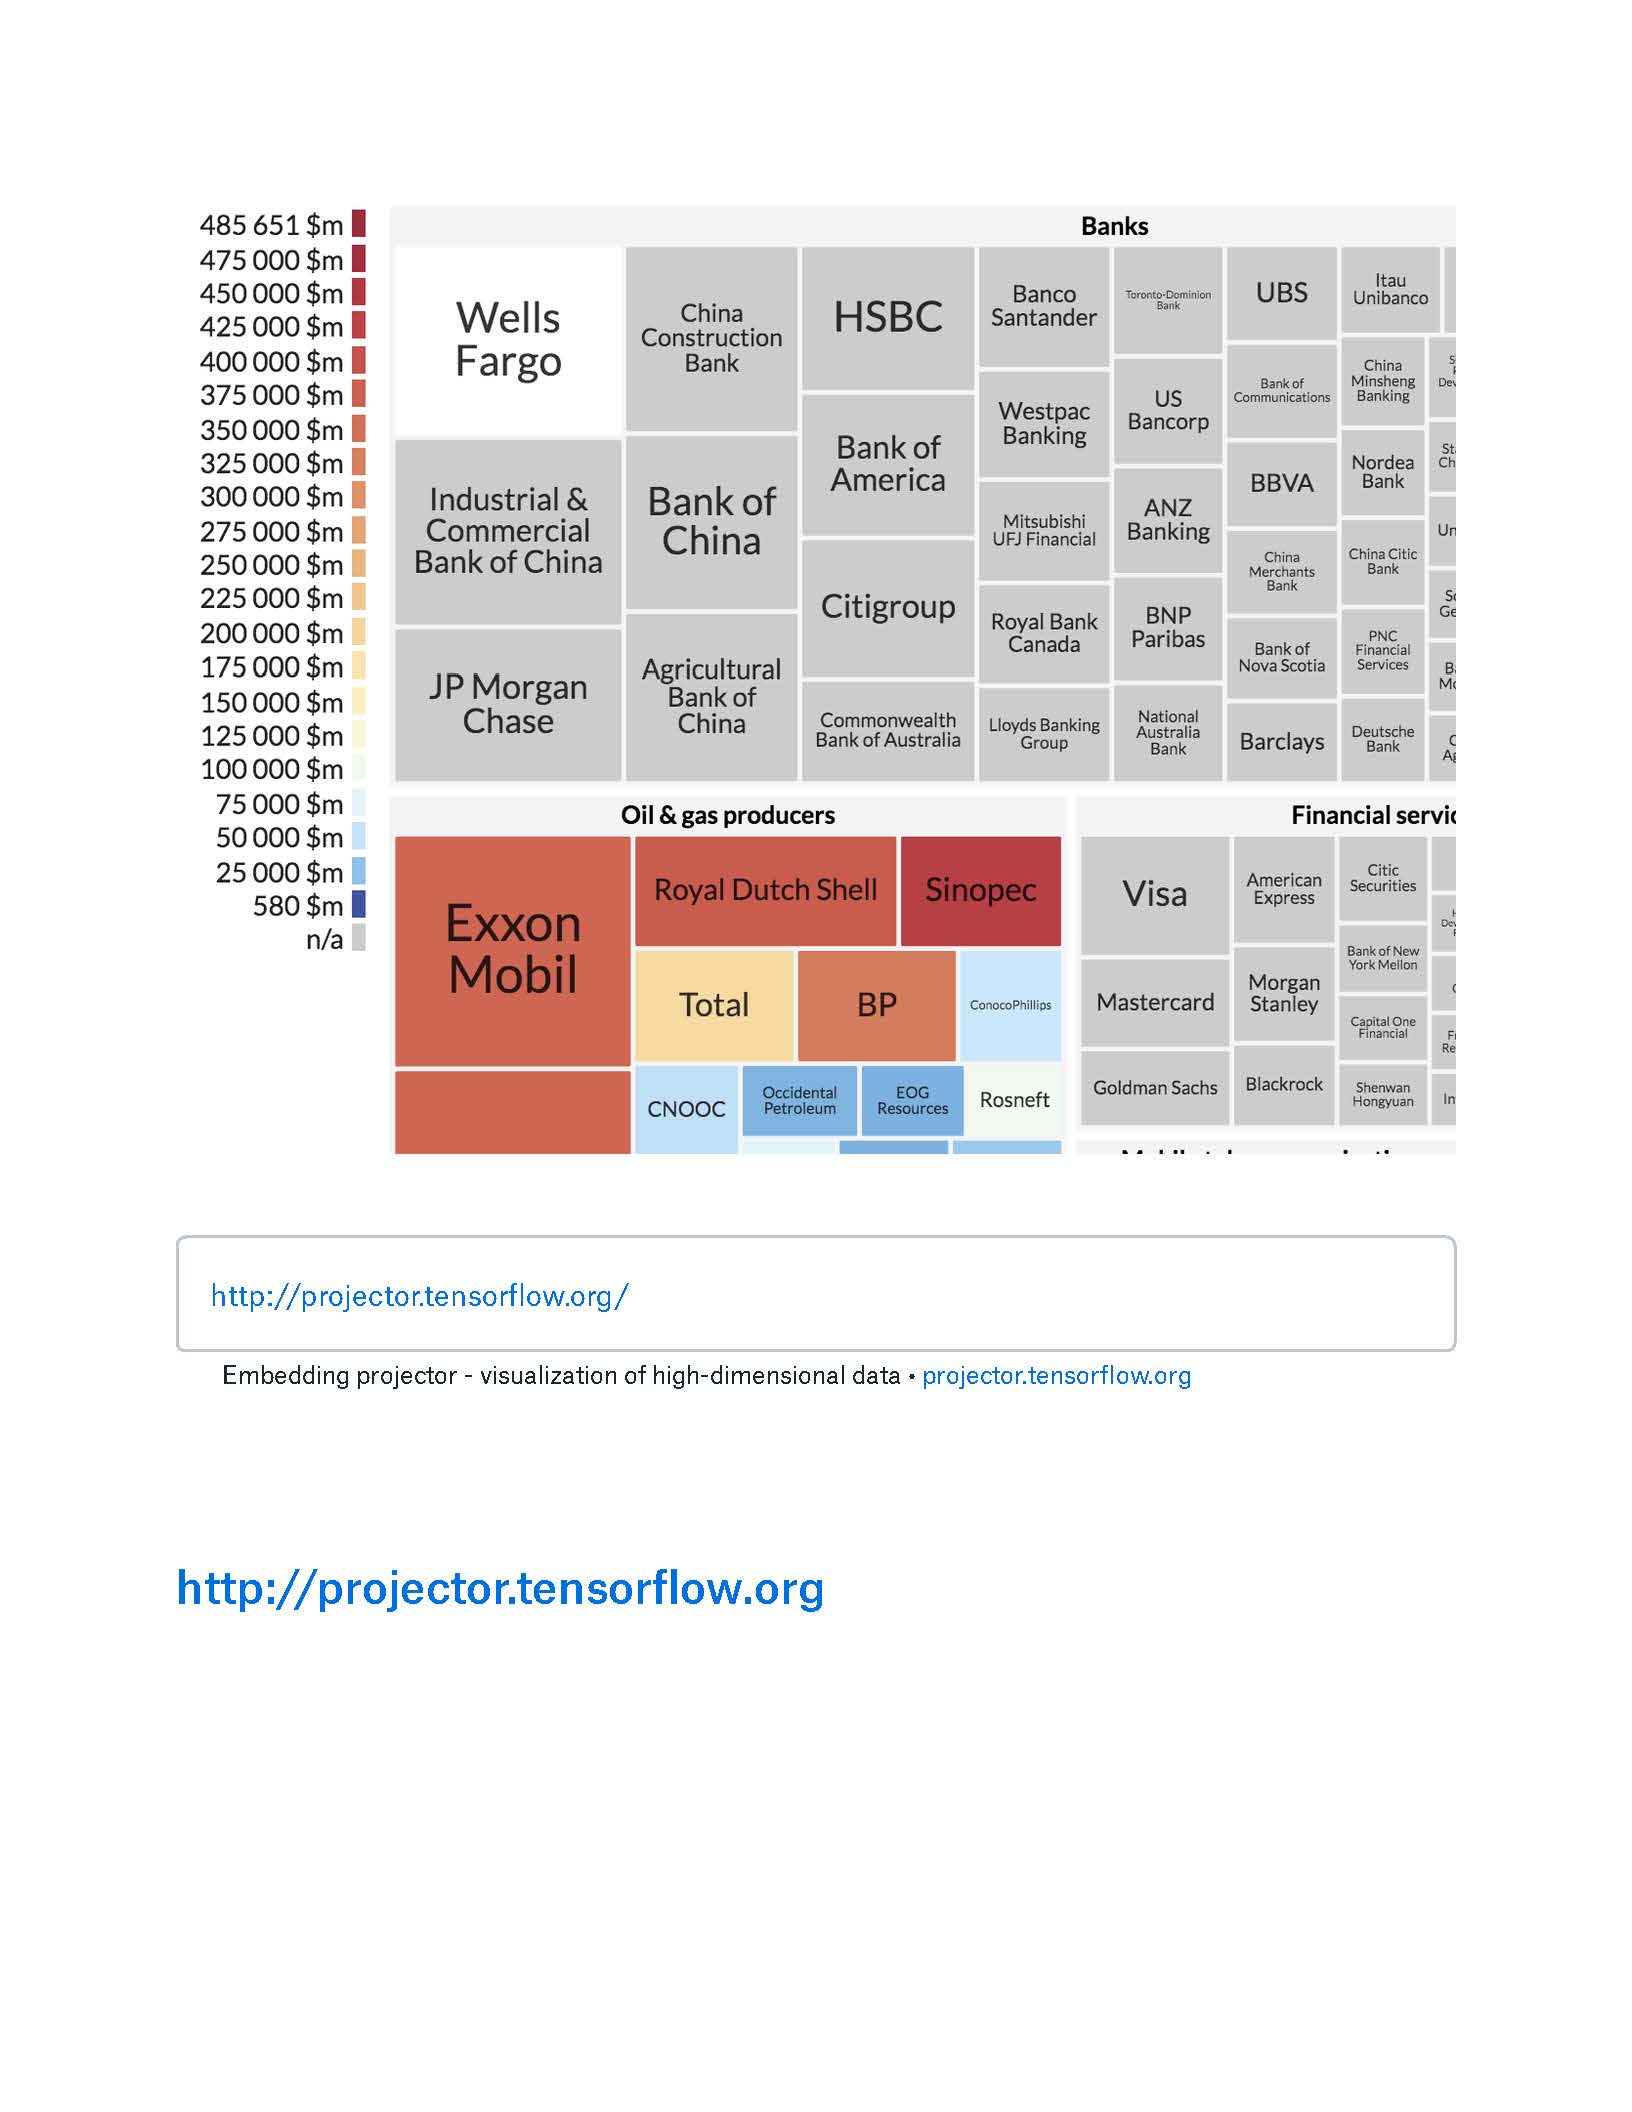 485 651 $m
475 000 $m
450 000 $m
425 000 $m
400 000 $m
375 000 $m
350 000 $m
325 000 $m
300 000 $m
275 000 $m
250 000 $m
225 000 $m
200 000 $m
175 000 $m
150 000 $m
125 000 $m
100 000 $m
75 000 $m
50 000 $m
25 000 $m
580 $m
n/a
Banks
Wells
Fargo
Industrial &
Commercial
Bank of China
JP Morgan
Chase
China
Construction
Bank
Bank of
China
Agricultural
Bank of
China
HSBC
Bank of
America
Citigroup
Commonwealth
Bank of Australia
Banco
Santander
Westpac
Banking
Mitsubishi
UFJ Financial
Royal Bank
Canada
Lloyds Banking
Group
Toronto-Dominion
Bank
US
Bancorp
ANZ
Banking
BNP
Paribas
National
Australia
Bank
UBS
Bank of
Communications
BBVA
China
Merchants
Bank
Bank of
Nova Scotia
Barclays
Itau
Unibanco
China
Minsheng
Banking
Nordea
Bank
China Citic
Bank
PNC
Financial
Services
Deutsche
Bank
Oil & gas producers
Exxon
Mobil
Royal Dutch Shell
Sinopec
Total
BP
ConocoPhillips
CNOOC
Occidental
Petroleum
EOG
Resources
Rosneft
Financial servic
Visa
Mastercard
Goldman Sachs
American
Express
Morgan
Stanley
Blackrock
Citic
Securities
Bank of New
York Mellon
Capital One
Financial
Shenwan
Hongyuan
http://projector.tensorflow.org/
Embedding projector - visualization of high-dimensional data • projector.tensorflow.org
http://projector.tensorflow.org